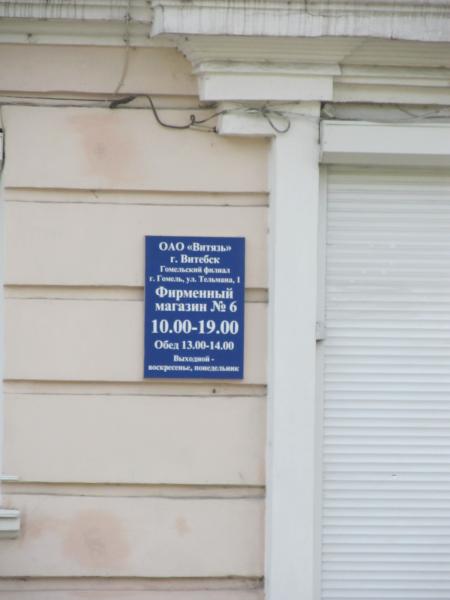 ОАО «Витязь»
г. Витебск
Гомельский филиал
г. Гомель, ул. Тельмана, 1
Фирменный
магазин № 6
10.00-19.00
Обед 13.00-14.00
Выходной -
воскресенье, понедельник